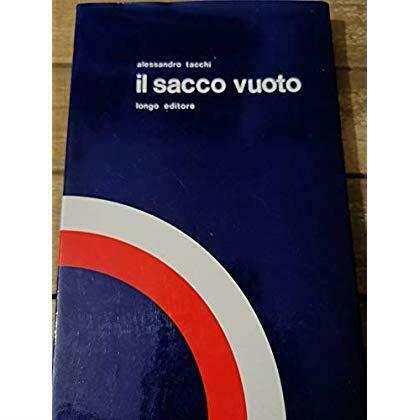 alessandro tacchi
il sacco vuoto
longo editore